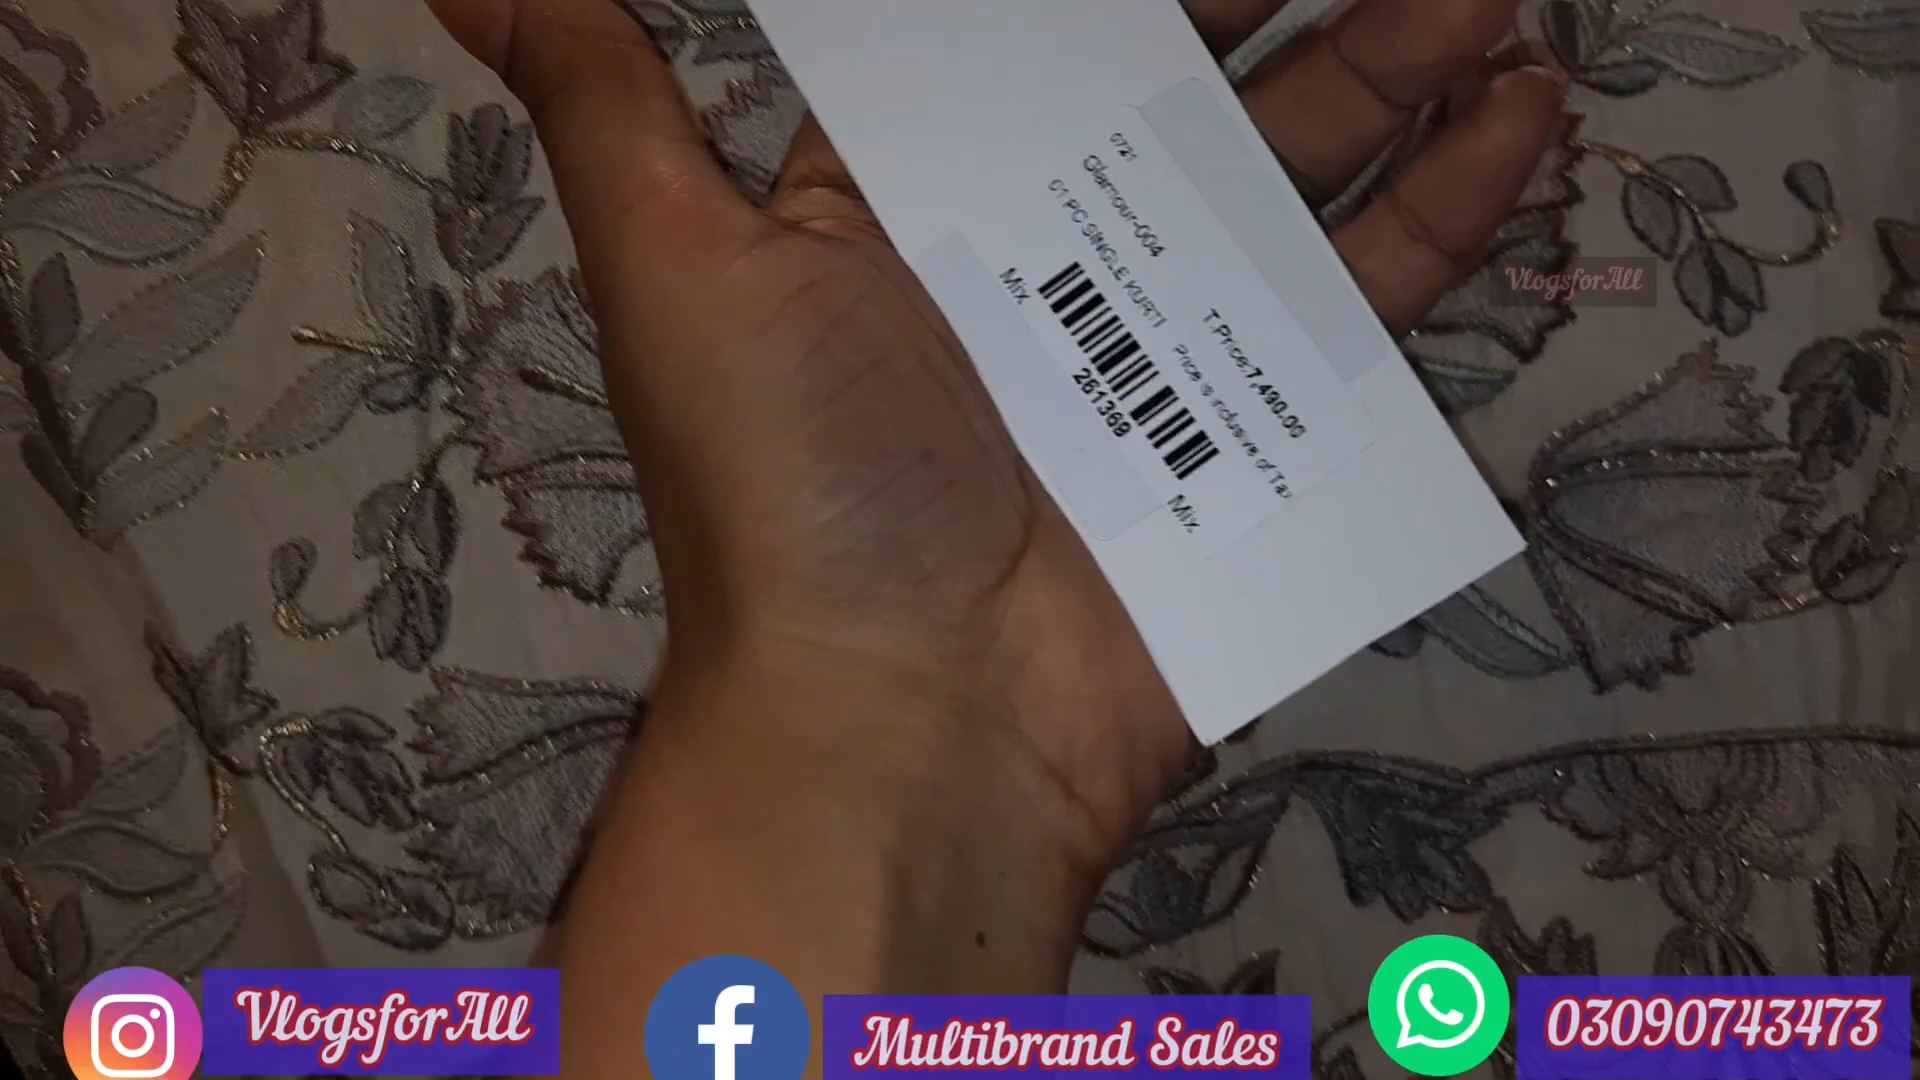 0721
Glamour-004
01 PC SINGLE KURTI
T.Price:7,490.00
Price is inclusive of Tax
Mix
261369
Mix
VlogsforAll
VlogsforAll
Multibrand Sales
03090743473